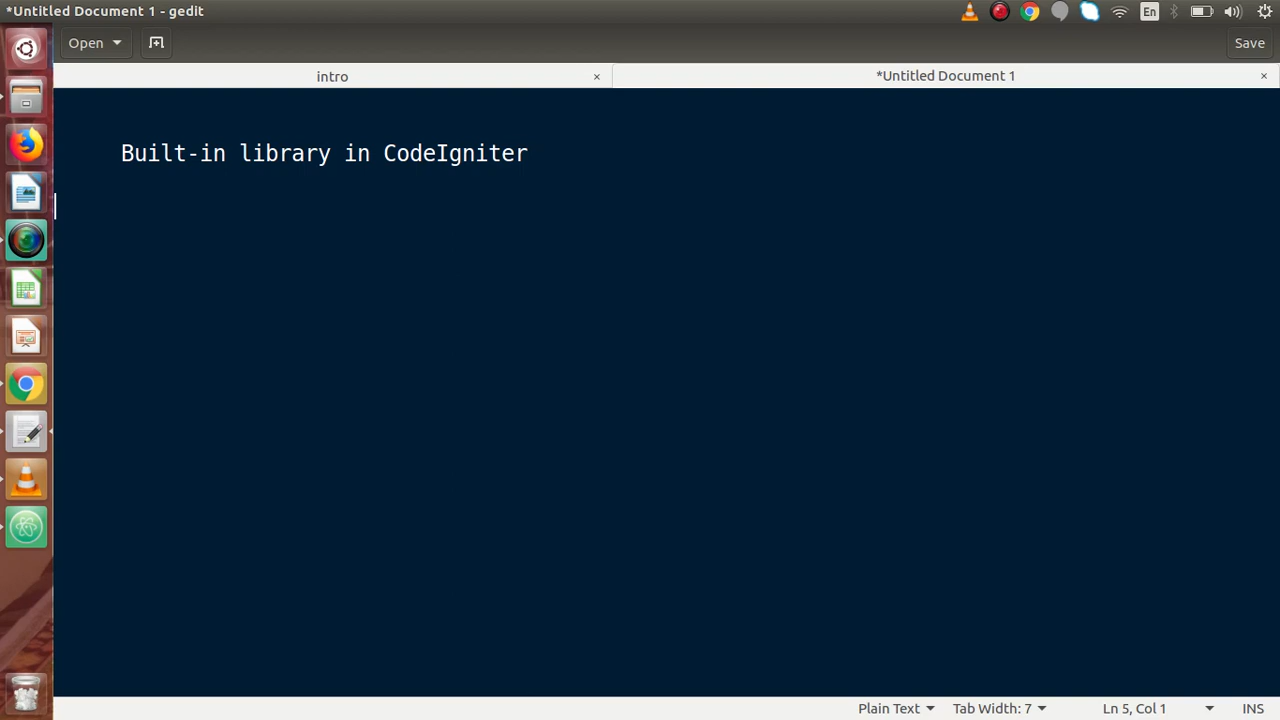 *Untitled Document 1 - gedit
En
Open
Save
intro
*Untitled Document 1
Built-in library in CodeIgniter
Plain Text
Tab Width: 7
Ln 5, Col 1
INS